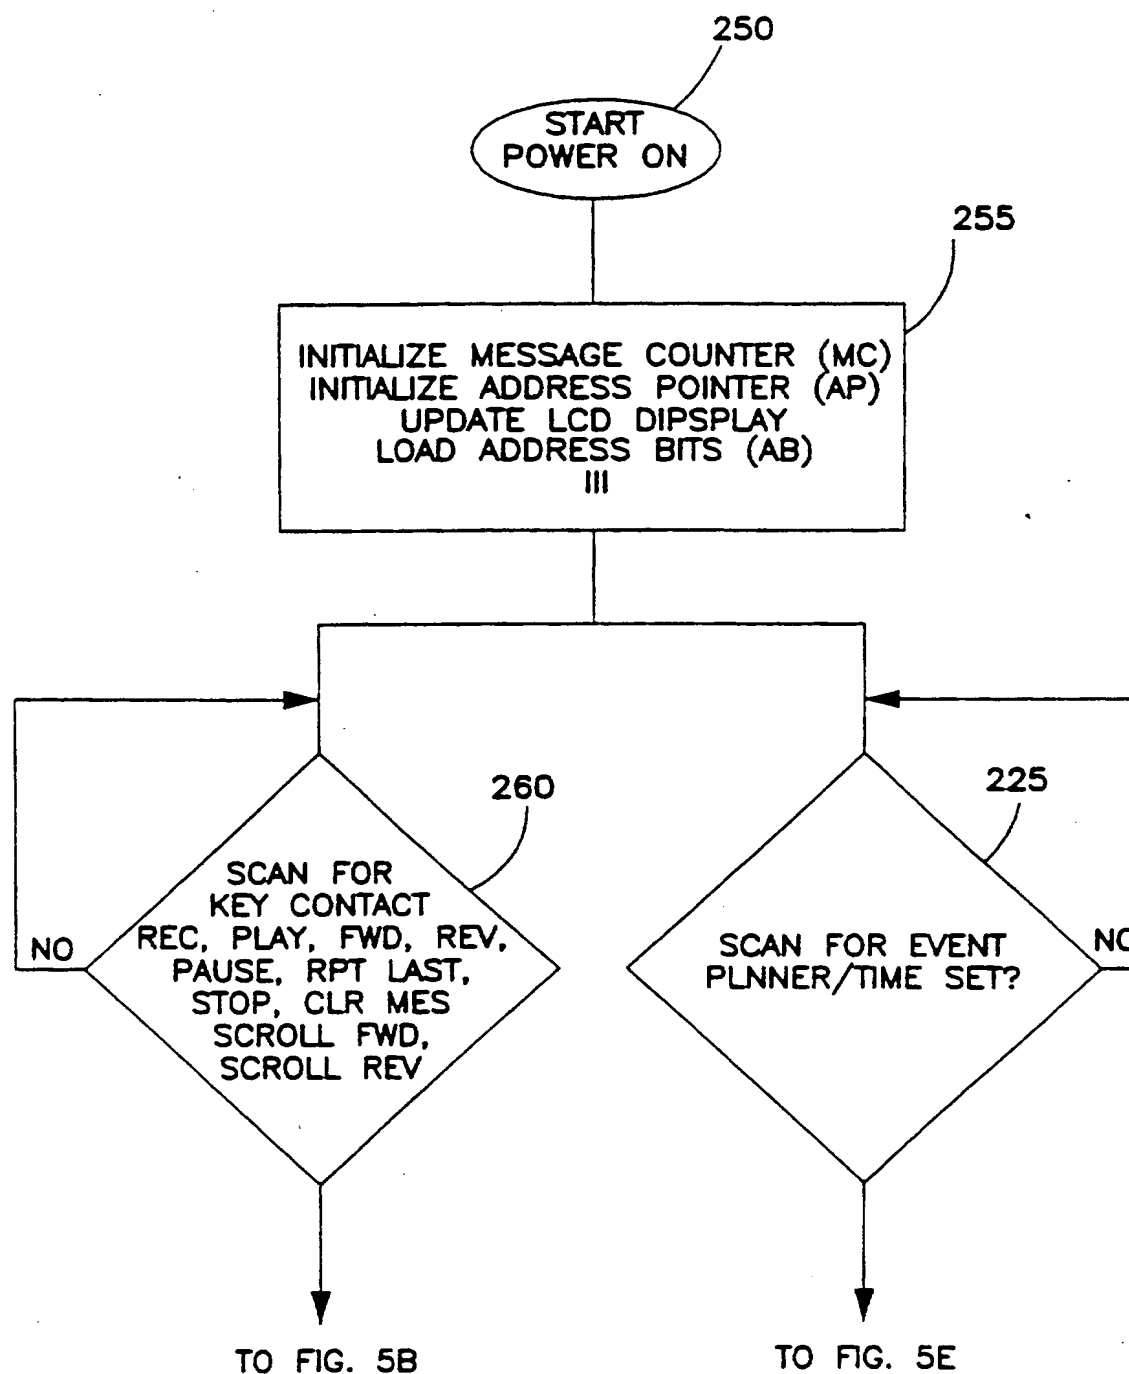 250
START
POWER ON
255
INITIALIZE MESSAGE COUNTER (MC)
INITIALIZE ADDRESS POINTER (AP)
UPDATE LCD DIPSPLAY
LOAD ADDRESS BITS (AB)
III
260
SCAN FOR
KEY CONTACT
REC, PLAY, FWD, REV,
PAUSE, RPT LAST,
STOP, CLR MES
SCROLL FWD,
SCROLL REV
NO
225
SCAN FOR EVENT
PLNNER/TIME SET?
NO
TO FIG. 5B
TO FIG. 5E